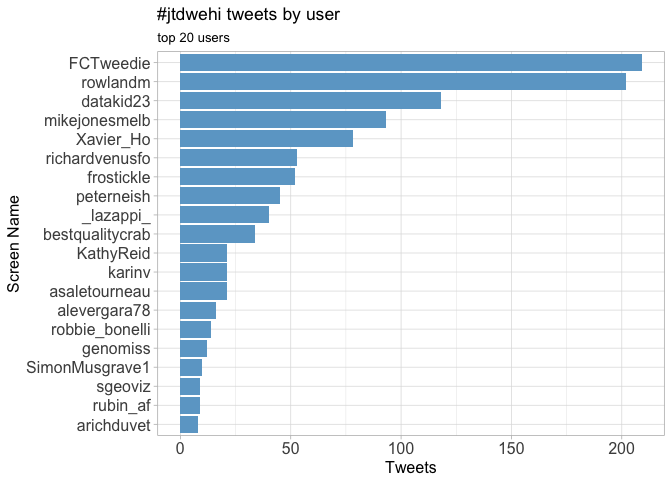 #jtdwehi tweets by user
top 20 users
Screen Name
FCTweedie
rowlandm
datakid23
mikejonesmelb
Xavier_Ho
richardvenusfo
frostickle
peterneish
_lazappi_
bestqualitycrab
KathyReid
karinv
asaletourneau
alevergara78
robbie_bonelli
genomiss
SimonMusgrave1
sgeoviz
rubin_af
arichduvet
0 50 100 150 200
Tweets